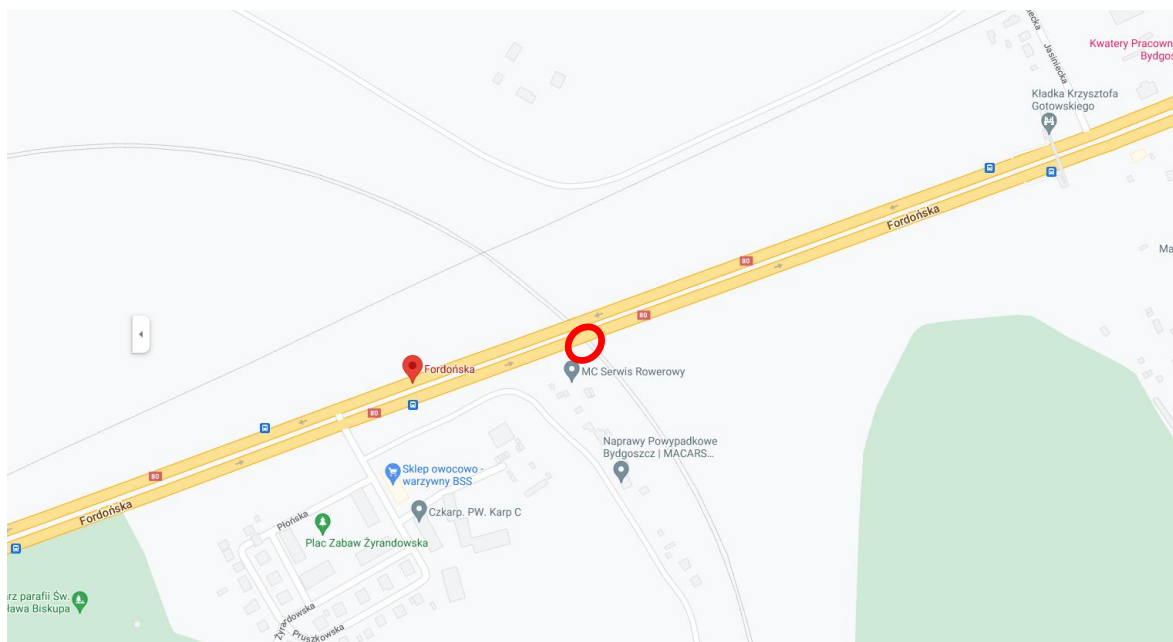 Jasiniecka
Kwatery Pracown
Bydgos
Kładka Krzysztofa
Gotowskiego
Fordońska
Ma
80
80
MC Serwis Rowerowy
Fordońska
80
Naprawy Powypadkowe
Bydgoszcz | MACARS...
Sklep owocowo -
warzywny BSS
80
Fordońska
Czkarp. PW. Karp C
Płońska
Plac Zabaw Żyrandowska
rz parafii Św.
ława Biskupa
Żyrardowska
Pruszkowska